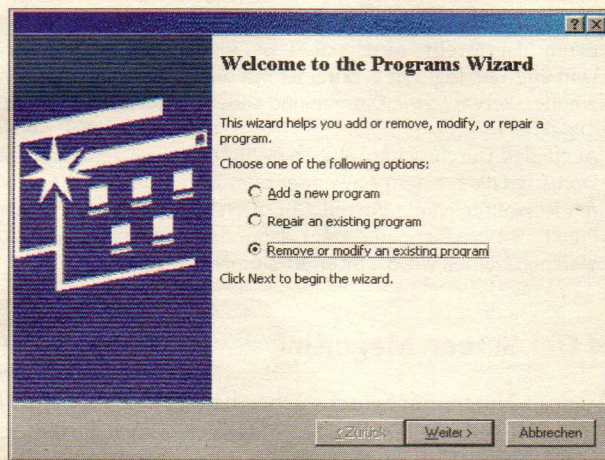 Welcome to the Programs Wizard
This wizard helps you add or remove, modify, or repair a
program.
Choose one of the following options:
Add a new program
Repair an existing program
Remove or modify an existing program
Click Next to begin the wizard.
< Zurück
Weiter >
Abbrechen